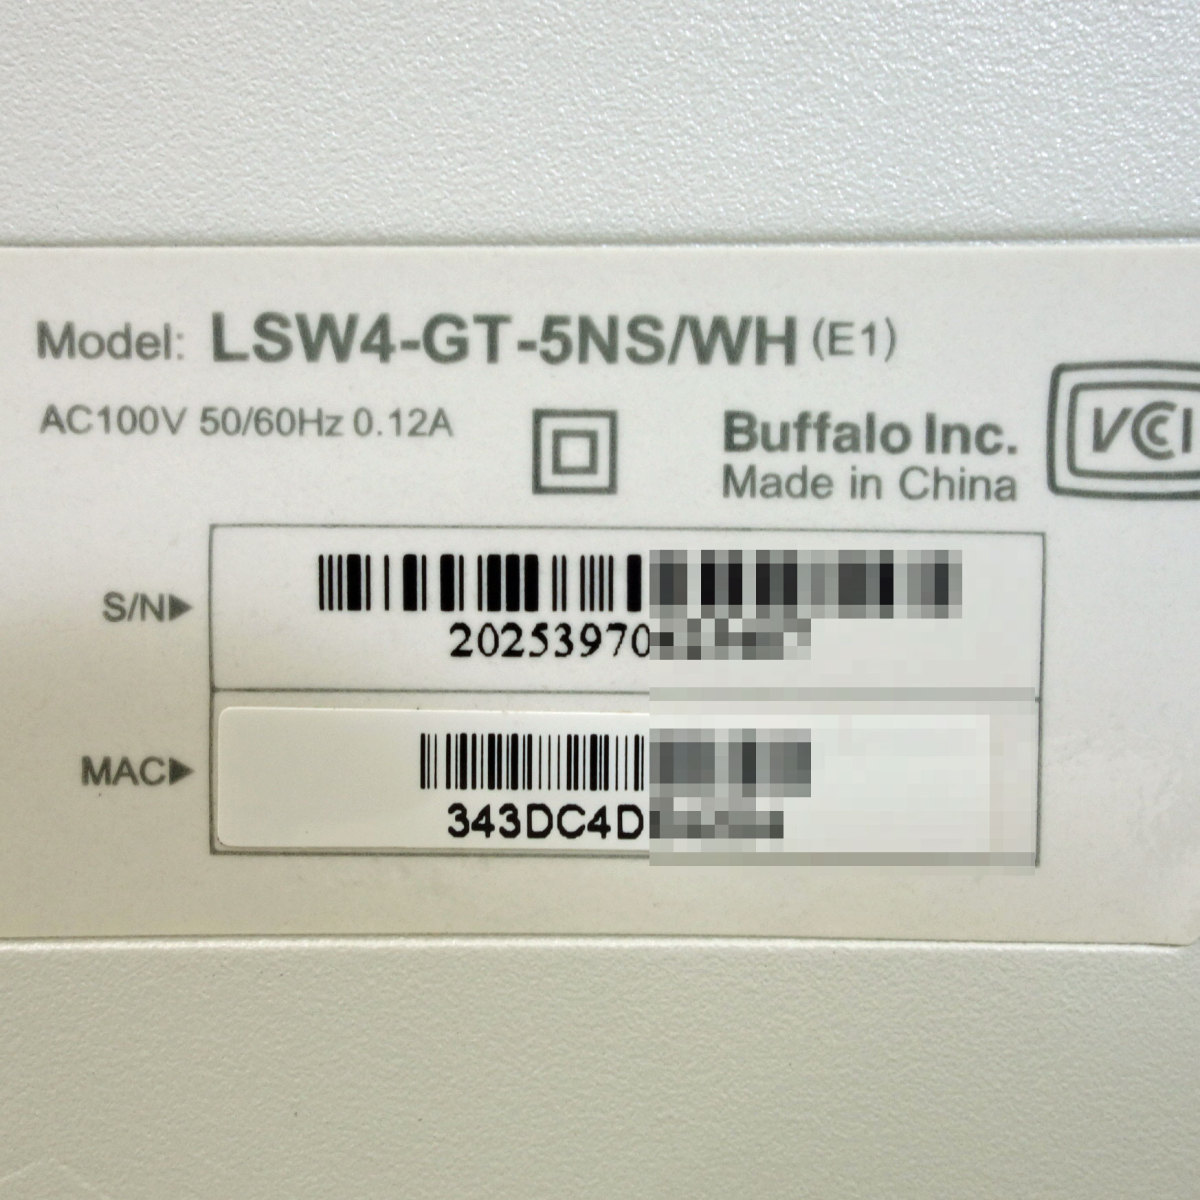 Model: LSW4-GT-5NS/WH (E1)
AC100V 50/60Hz 0.12A
Buffalo Inc.
Made in China
VCCI
S/N▶
20253970
MAC▶
343DC4D